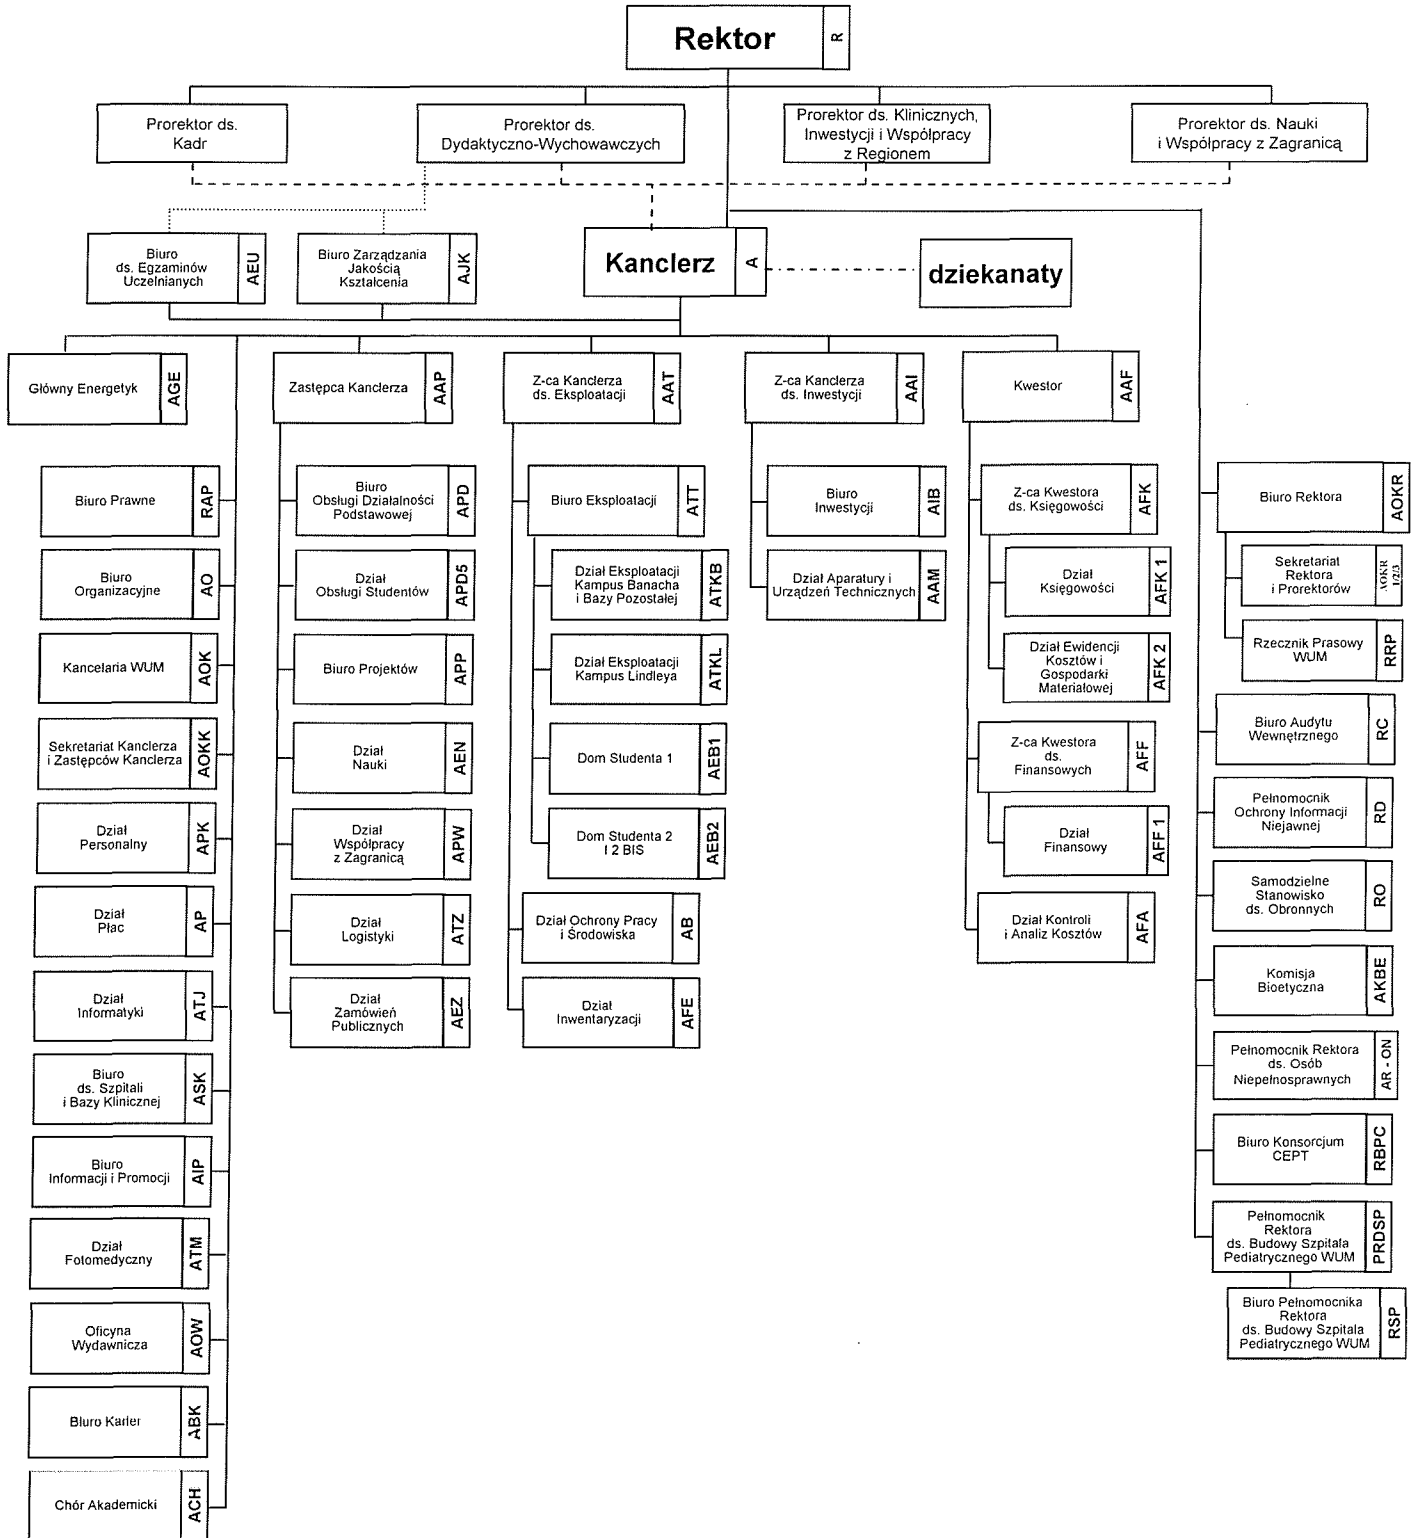 Rektor
R
Prorektor ds.
Kadr
Prorektor ds.
Dydaktyczno-Wychowawczych
Prorektor ds. Klinicznych,
Inwestycji i Współpracy
z Regionem
Prorektor ds. Nauki
i Współpracy z Zagranicą
Biuro
ds. Egzaminów
Uczelnianych
AEU
Biuro Zarządzania
Jakością
Kształcenia
AJK
Kanclerz
A
dziekanaty
Główny Energetyk
AGE
Zastępca Kanclerza
AAP
Z-ca Kanclerza
ds. Eksploatacji
AAT
Z-ca Kanclerza
ds. Inwestycji
AAI
Kwestor
AAF
Biuro Prawne
RAP
Biuro
Organizacyjne
AO
Kancelaria WUM
AOK
Sekretariat Kanclerza
i Zastępców Kanclerza
AOKK
Dział
Personalny
APK
Dział
Płac
AP
Dział
Informatyki
ATJ
Biuro
ds. Szpitali
i Bazy Klinicznej
ASK
Biuro
Informacji i Promocji
AIP
Dział
Fotomedyczny
ATM
Oficyna
Wydawnicza
AOW
Biuro Karier
ABK
Chór Akademicki
ACH
Biuro
Obsługi Działalności
Podstawowej
APD
Dział
Obsługi Studentów
APD5
Biuro Projektów
APP
Dział
Nauki
AEN
Dział
Współpracy
z Zagranicą
APW
Dział
Logistyki
ATZ
Dział
Zamówień
Publicznych
AEZ
Biuro Eksploatacji
ATT
Dział Eksploatacji
Kampus Banacha
i Bazy Pozostałej
ATKB
Dział Eksploatacji
Kampus Lindleya
ATKL
Dom Studenta 1
AEB1
Dom Studenta 2
I 2 BIS
AEB2
Dział Ochrony Pracy
i Środowiska
AB
Dział
Inwentaryzacji
AFE
Biuro
Inwestycji
AIB
Dział Aparatury i
Urządzeń Technicznych
AAM
Z-ca Kwestora
ds. Księgowości
AFK
Dział
Księgowości
AFK 1
Dział Ewidencji
Kosztów i
Gospodarki
Materiałowej
AFK 2
Z-ca Kwestora
ds.
Finansowych
AFF
Dział
Finansowy
AFF 1
Dział Kontroli
i Analiz Kosztów
AFA
Biuro Rektora
AOKR
Sekretariat
Rektora
i Prorektorów
AOKR
1/2/3
Rzecznik Prasowy
WUM
RRP
Biuro Audytu
Wewnętrznego
RC
Pełnomocnik
Ochrony Informacji
Niejawnej
RD
Samodzielne
Stanowisko
ds. Obronnych
RO
Komisja
Bioetyczna
AKBE
Pełnomocnik Rektora
ds. Osób
Niepełnosprawnych
AR - ON
Biuro Konsorcjum
CEPT
RBPC
Pełnomocnik
Rektora
ds. Budowy Szpitala
Pediatrycznego WUM
PRDSP
Biuro Pełnomocnika
Rektora
ds. Budowy Szpitala
Pediatrycznego WUM
RSP